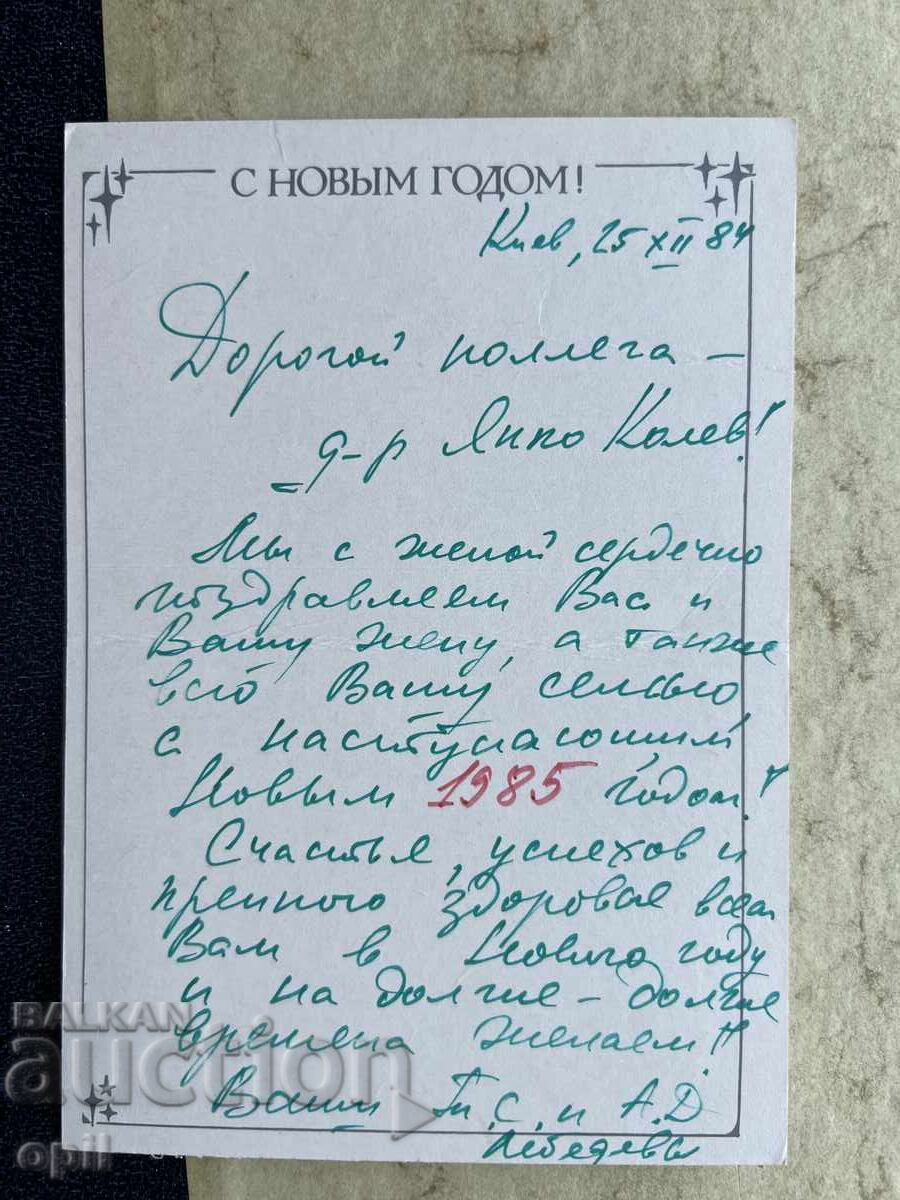 С НОВЫМ ГОДОМ!
Киев, 25 XII 84
Дорогой коллега –
д-р Янко Колев!
Мы с женой сердечно
поздравляем Вас и
Вашу жену, а также
всю Вашу семью
с наступающим
Новым 1985 годом!
Счастья, успехов и
крепкого здоровья всем
Вам в Новом году
и на долгие-долгие
времена желаем!!
Ваши Т.С. и А.Д.
Лебедевы
BALKAN
auction
opil